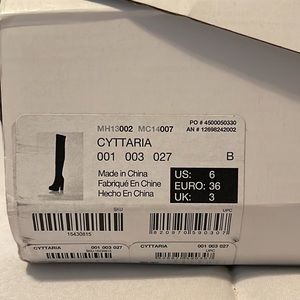 PO # 4500050330
MH13002 MC14007
AN # 12698242002
CYTTARIA
001 003 027
B
Made in China
Fabriqué En Chine
Hecho En China
US: 6
EURO: 36
UK: 3
SKU
UPC
15430815
CYTTARIA 001 003 027
CYTTARIA 001 003 027